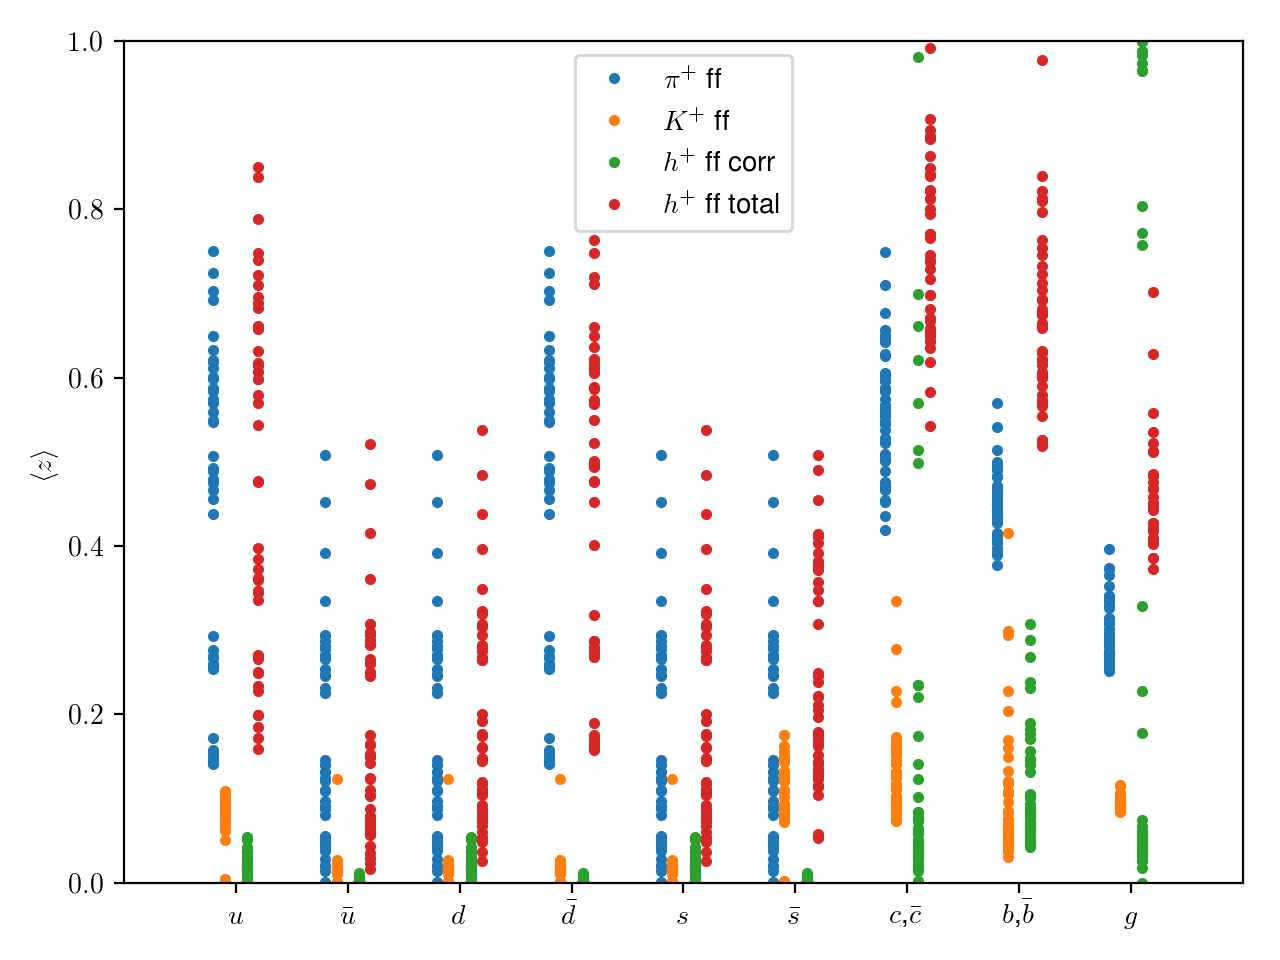 1.0
0.8
0.6
0.4
0.2
0.0
⟨z⟩
π⁺ ff
K⁺ ff
h⁺ ff corr
h⁺ ff total
u ū d d̄ s s̄ c,c̄ b,b̄ g